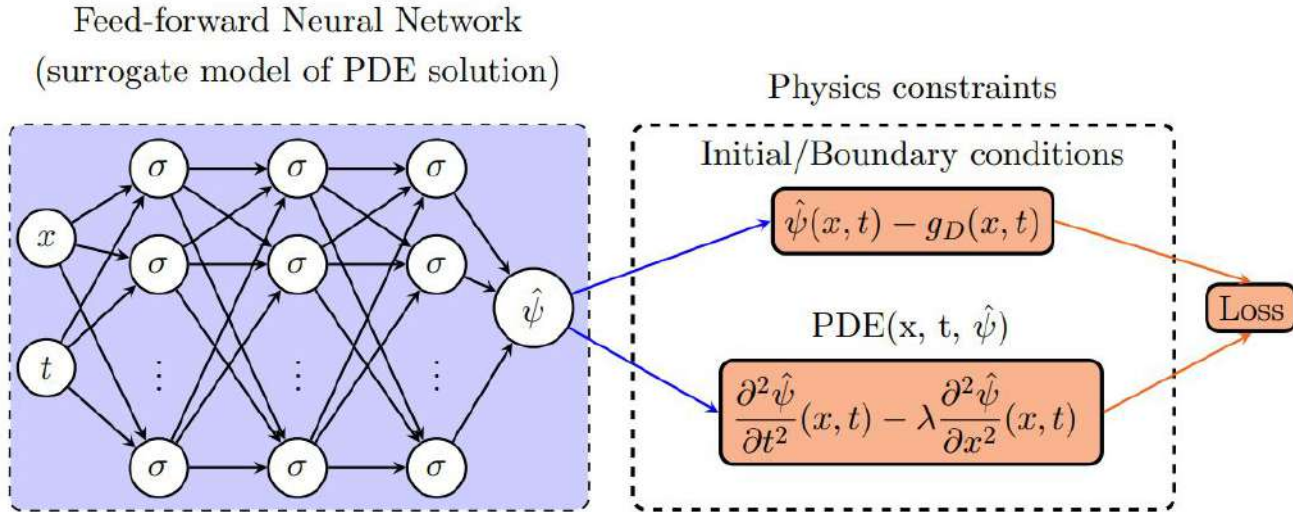 Feed-forward Neural Network
(surrogate model of PDE solution)
Physics constraints
Initial/Boundary conditions
σ σ σ
x
σ σ σ
ψ̂(x, t) − g_D(x, t)
ψ̂
Loss
t
⋮ ⋮ ⋮
PDE(x, t, ψ̂)
∂²ψ̂/∂t²(x, t) − λ ∂²ψ̂/∂x²(x, t)
σ σ σ